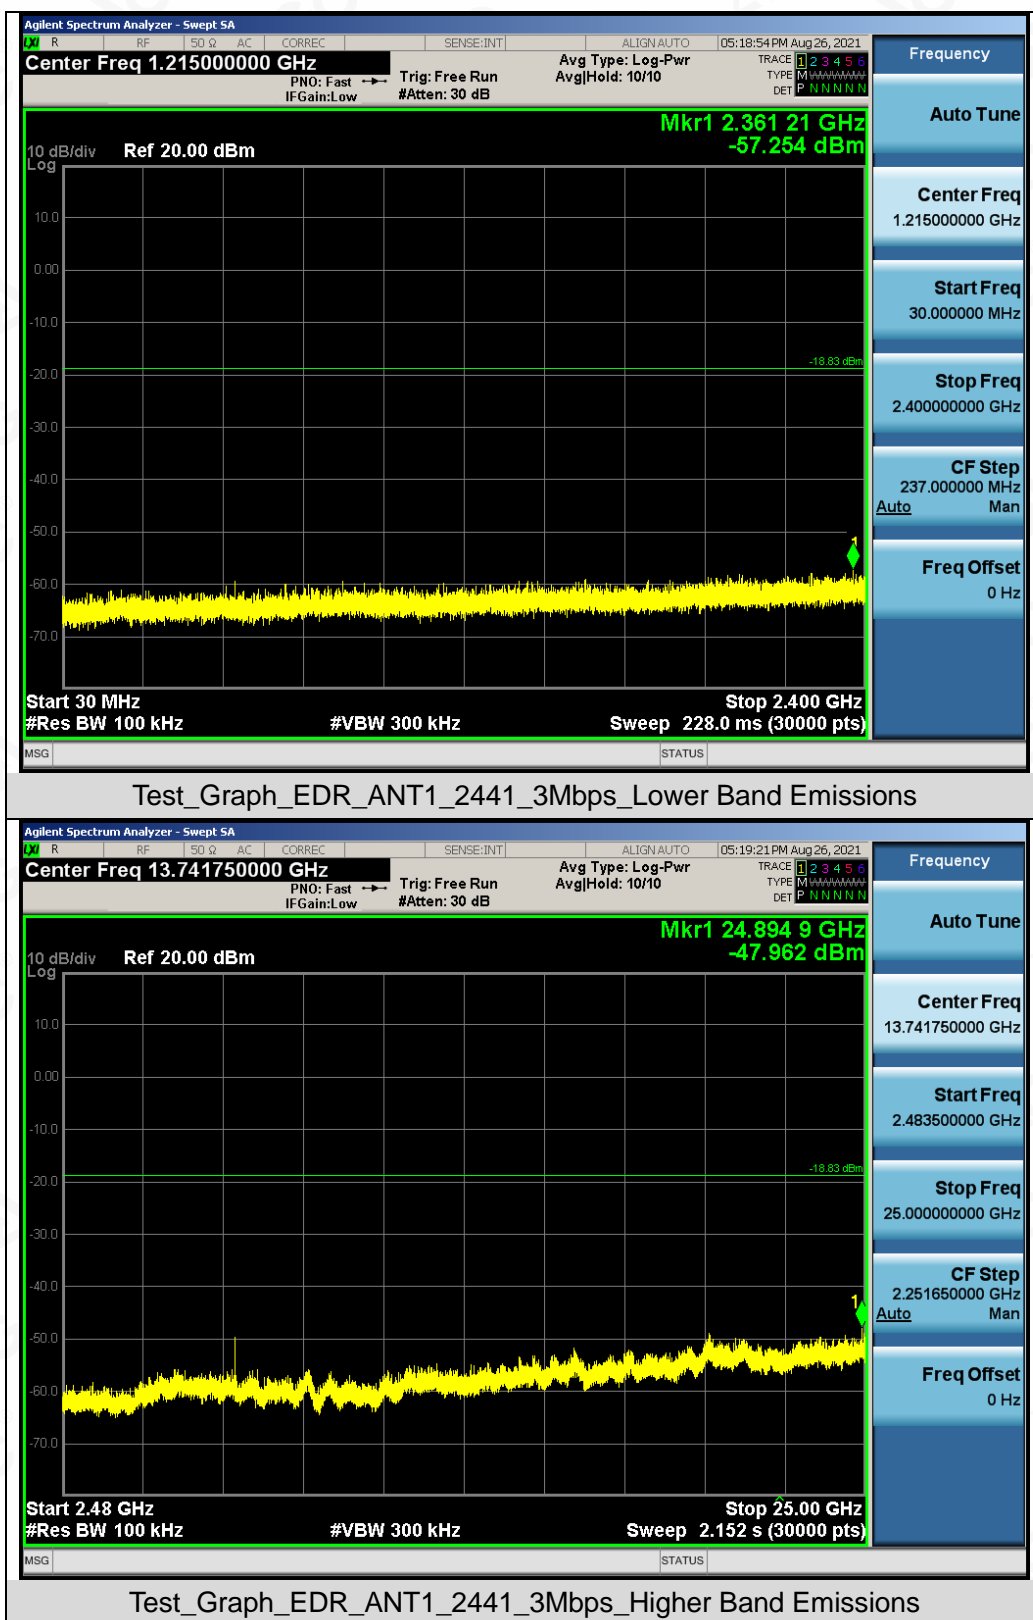 Agilent Spectrum Analyzer - Swept SA
LXI R RF 50 Ω AC CORREC SENSE:INT ALIGNAUTO 05:18:54 PM Aug 26, 2021
Center Freq 1.215000000 GHz
PNO: Fast
IFGain:Low
Trig: Free Run
#Atten: 30 dB
Avg Type: Log-Pwr
Avg|Hold: 10/10
TRACE 1 2 3 4 5 6
TYPE M
DET P N N N N N
Mkr1 2.361 21 GHz
-57.254 dBm
10 dB/div Ref 20.00 dBm
Log
10.0
0.00
-10.0
-18.83 dBm
-20.0
-30.0
-40.0
-50.0
1
-60.0
-70.0
Start 30 MHz Stop 2.400 GHz
#Res BW 100 kHz #VBW 300 kHz Sweep 228.0 ms (30000 pts)
MSG STATUS
Frequency
Auto Tune
Center Freq
1.215000000 GHz
Start Freq
30.000000 MHz
Stop Freq
2.400000000 GHz
CF Step
237.000000 MHz
Auto Man
Freq Offset
0 Hz
Test_Graph_EDR_ANT1_2441_3Mbps_Lower Band Emissions
Agilent Spectrum Analyzer - Swept SA
LXI R RF 50 Ω AC CORREC SENSE:INT ALIGNAUTO 05:19:21 PM Aug 26, 2021
Center Freq 13.741750000 GHz
PNO: Fast
IFGain:Low
Trig: Free Run
#Atten: 30 dB
Avg Type: Log-Pwr
Avg|Hold: 10/10
TRACE 1 2 3 4 5 6
TYPE M
DET P N N N N N
Mkr1 24.894 9 GHz
-47.962 dBm
10 dB/div Ref 20.00 dBm
Log
10.0
0.00
-10.0
-18.83 dBm
-20.0
-30.0
-40.0
1
-50.0
-60.0
-70.0
Start 2.48 GHz Stop 25.00 GHz
#Res BW 100 kHz #VBW 300 kHz Sweep 2.152 s (30000 pts)
MSG STATUS
Frequency
Auto Tune
Center Freq
13.741750000 GHz
Start Freq
2.483500000 GHz
Stop Freq
25.000000000 GHz
CF Step
2.251650000 GHz
Auto Man
Freq Offset
0 Hz
Test_Graph_EDR_ANT1_2441_3Mbps_Higher Band Emissions